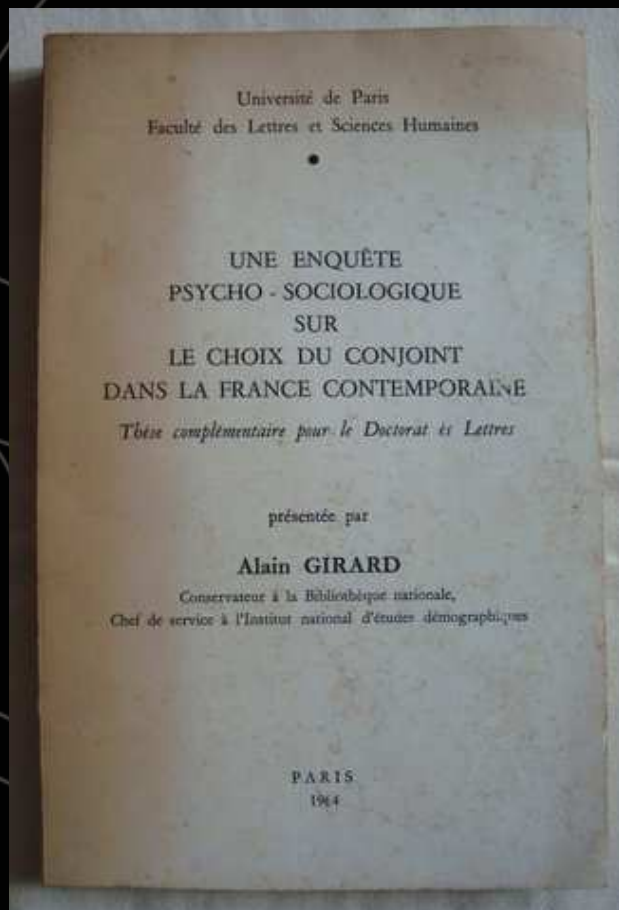 Université de Paris
Faculté des Lettres et Sciences Humaines
•
UNE ENQUÊTE
PSYCHO - SOCIOLOGIQUE
SUR
LE CHOIX DU CONJOINT
DANS LA FRANCE CONTEMPORAINE
Thèse complémentaire pour le Doctorat ès Lettres
présentée par
Alain GIRARD
Conservateur à la Bibliothèque nationale,
Chef de service à l'Institut national d'études démographiques
PARIS
1964